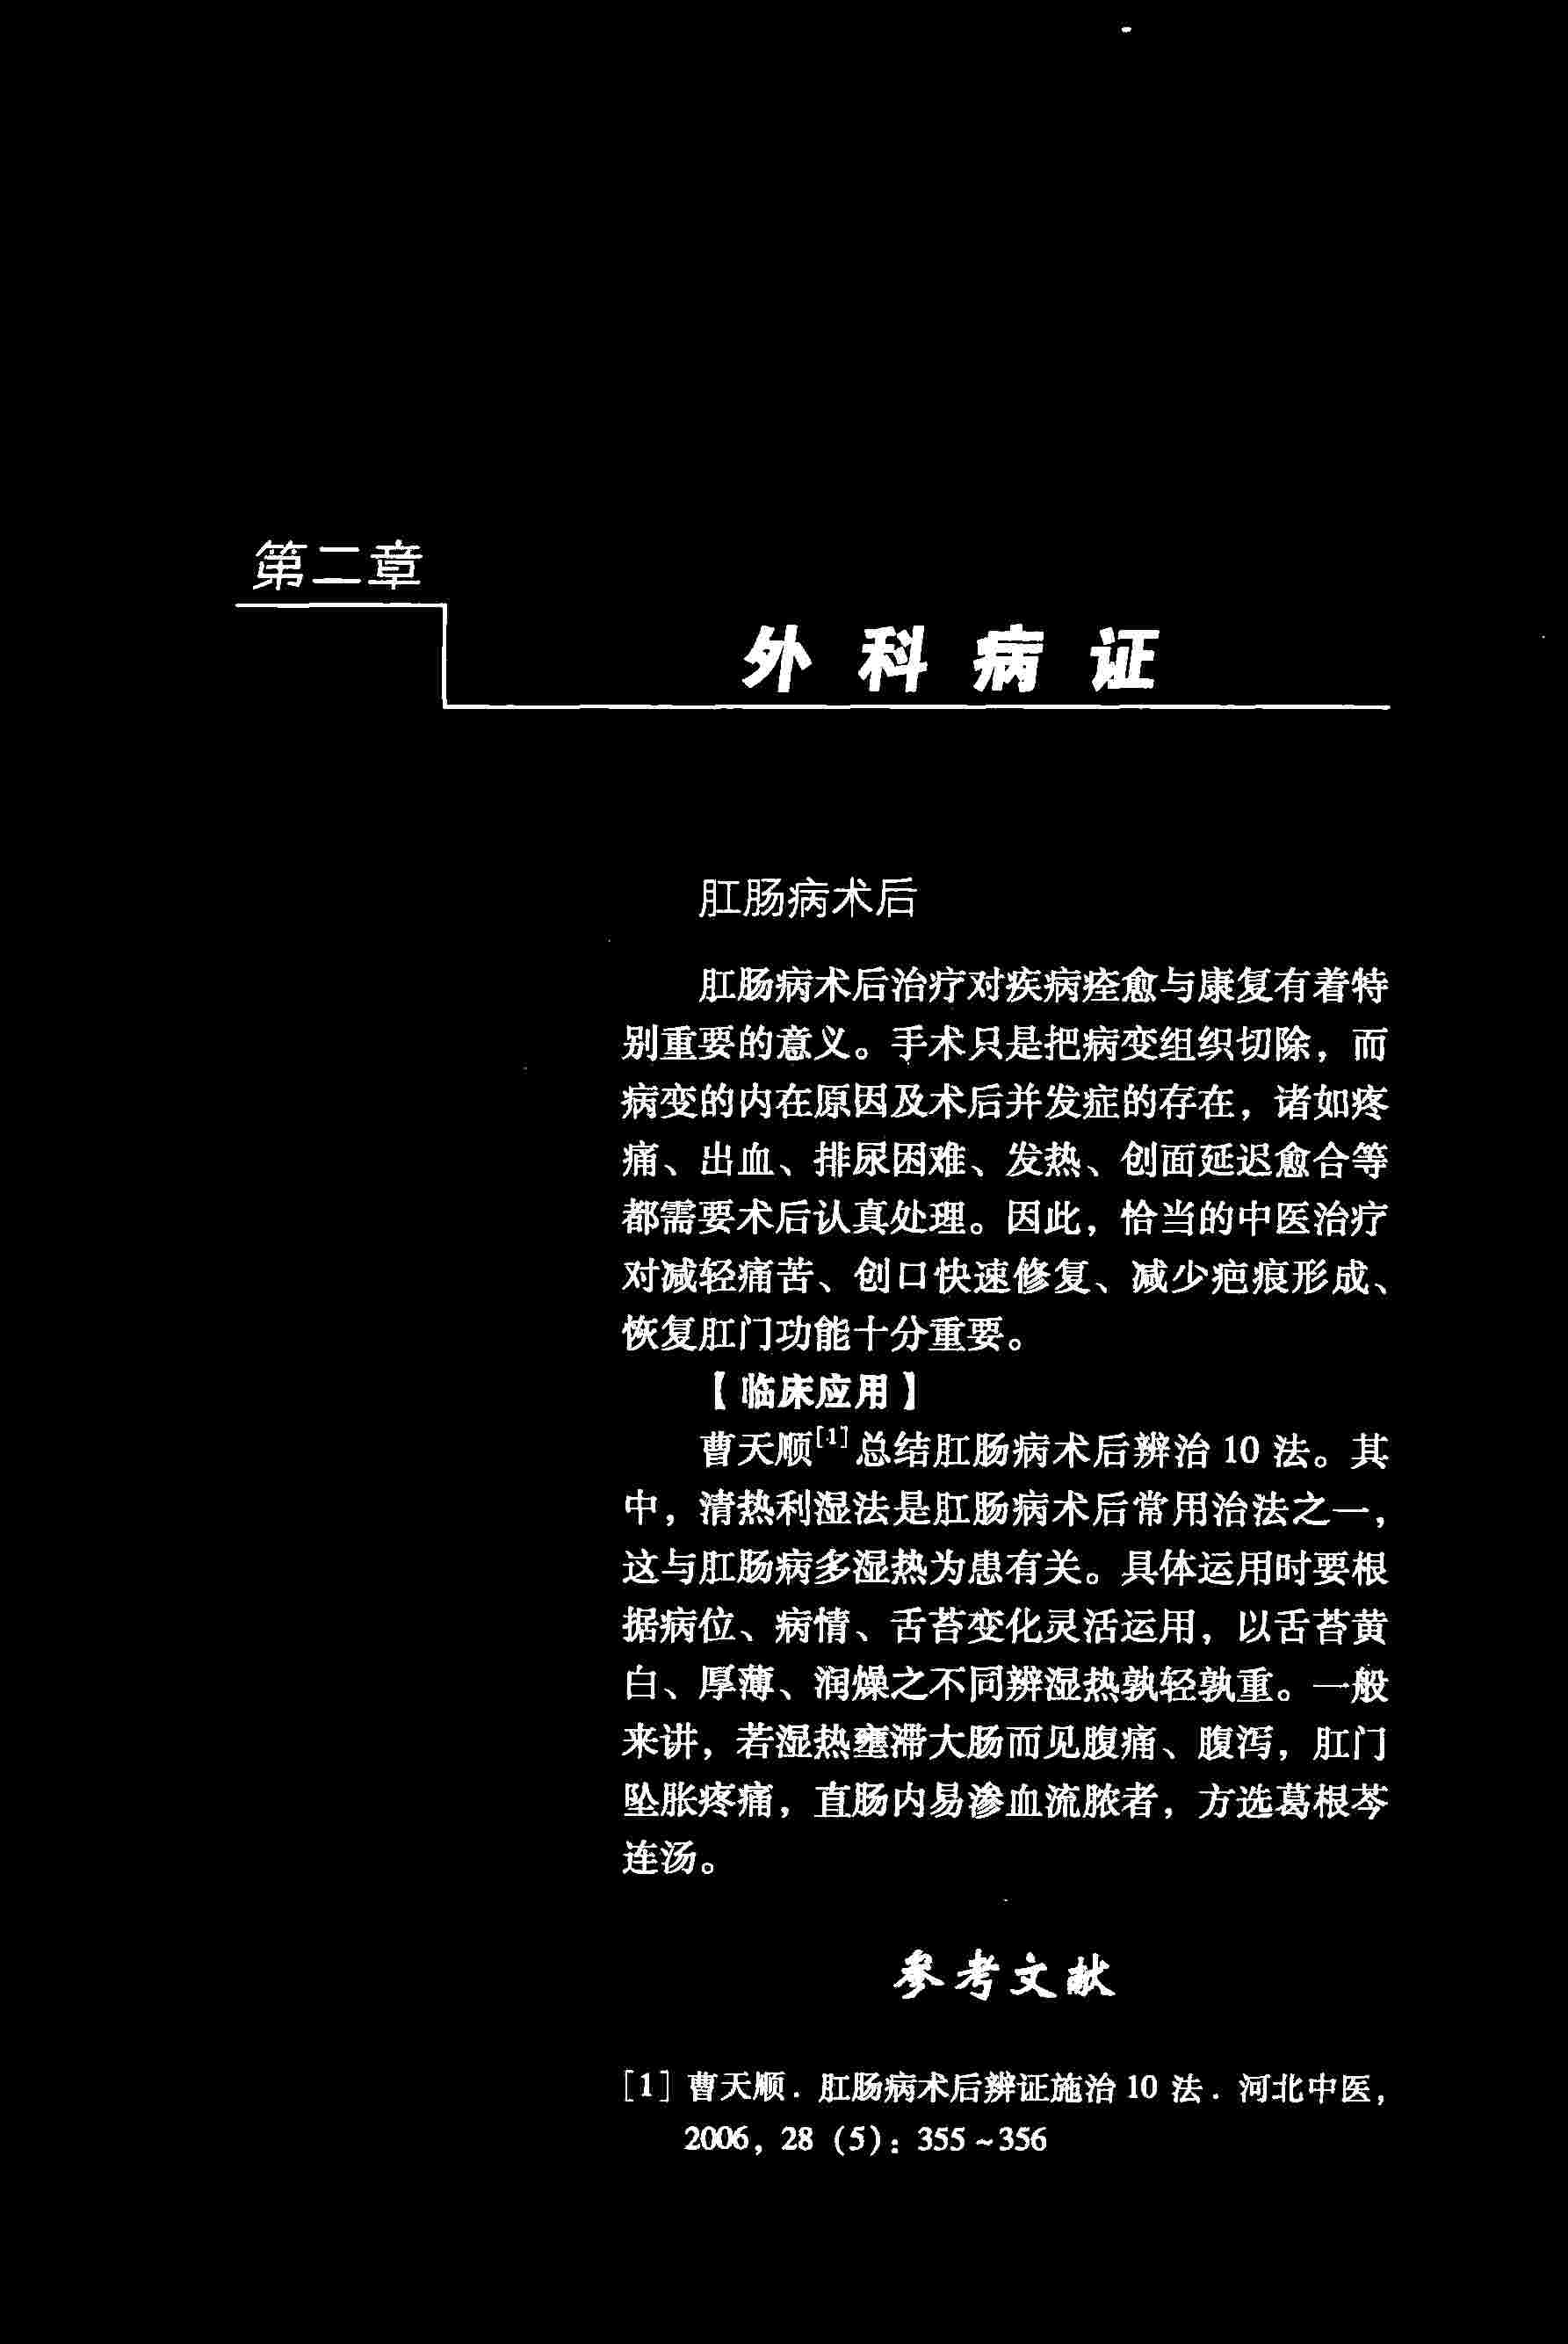 第二章
外科病证
肛肠病术后
肛肠病术后治疗对疾病痊愈与康复有着特
别重要的意义。手术只是把病变组织切除，而
病变的内在原因及术后并发症的存在，诸如疼
痛、出血、排尿困难、发热、创面延迟愈合等
都需要术后认真处理。因此，恰当的中医治疗
对减轻痛苦、创口快速修复、减少疤痕形成、
恢复肛门功能十分重要。
【临床应用】
曹天顺[1]总结肛肠病术后辨治 10 法。其
中，清热利湿法是肛肠病术后常用治法之一，
这与肛肠病多湿热为患有关。具体运用时要根
据病位、病情、舌苔变化灵活运用，以舌苔黄
白、厚薄、润燥之不同辨湿热孰轻孰重。一般
来讲，若湿热壅滞大肠而见腹痛、腹泻，肛门
坠胀疼痛，直肠内易渗血流脓者，方选葛根芩
连汤。
参考文献
[1] 曹天顺．肛肠病术后辨证施治 10 法．河北中医，
2006，28（5）：355～356